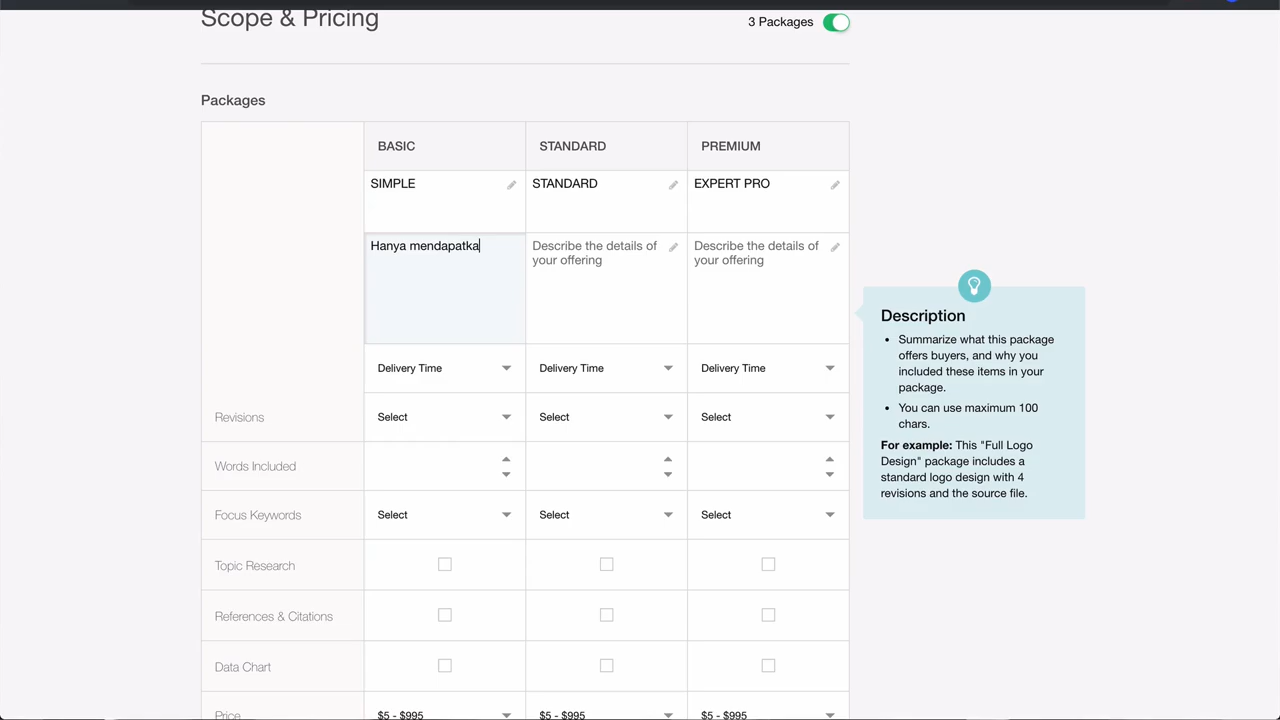 Scope & Pricing
3 Packages
Packages
BASIC
STANDARD
PREMIUM
SIMPLE
STANDARD
EXPERT PRO
Hanya mendapatka
Describe the details of
your offering
Describe the details of
your offering
Delivery Time
Delivery Time
Delivery Time
Revisions
Select
Select
Select
Words Included
Focus Keywords
Select
Select
Select
Topic Research
References & Citations
Data Chart
Price
$5 - $995
$5 - $995
$5 - $995
Description
• Summarize what this package
offers buyers, and why you
included these items in your
package.
• You can use maximum 100
chars.
For example: This "Full Logo
Design" package includes a
standard logo design with 4
revisions and the source file.